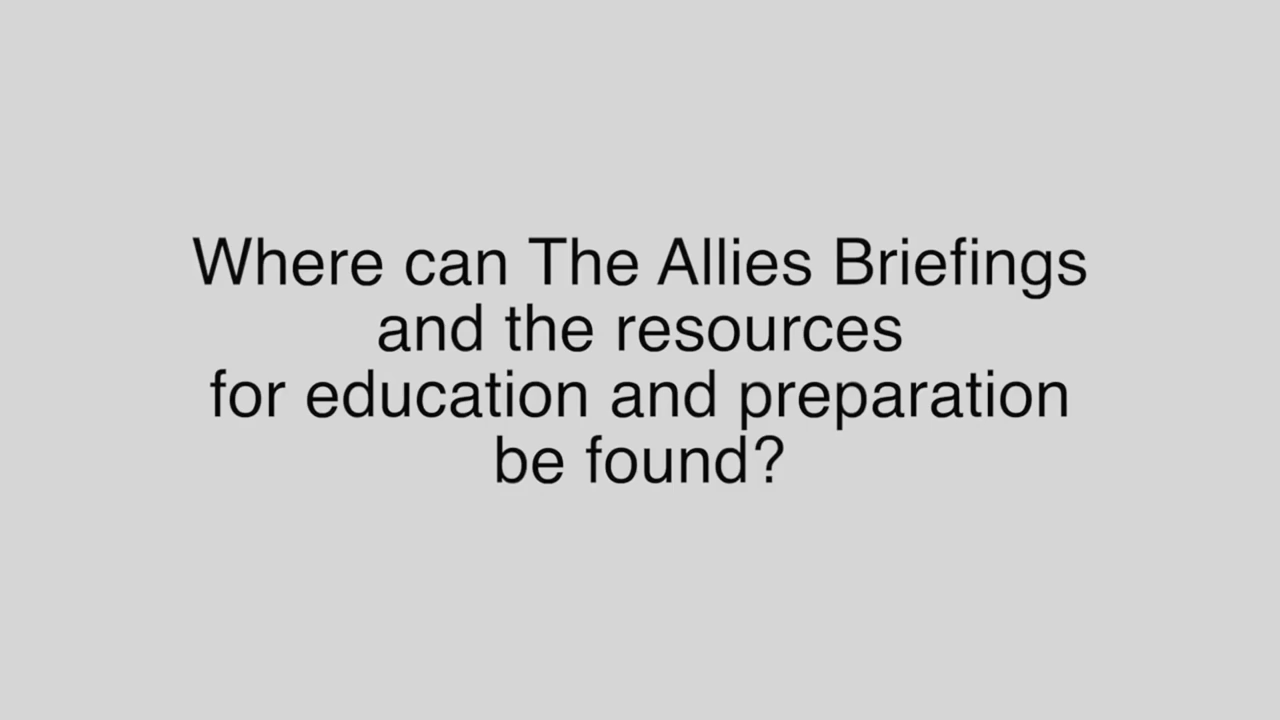 Where can The Allies Briefings
and the resources
for education and preparation
be found?